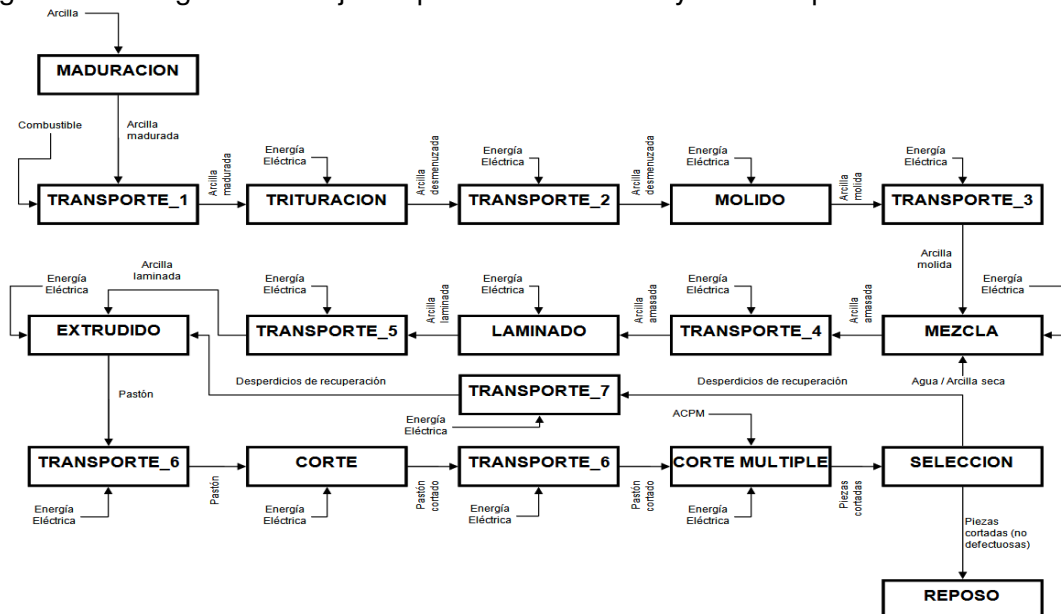 Arcilla
MADURACION
Combustible
Arcilla
madurada
TRANSPORTE_1
Arcilla
madurada
Energía
Eléctrica
TRITURACION
Arcilla
desmenuzada
Energía
Eléctrica
TRANSPORTE_2
Arcilla
desmenuzada
Energía
Eléctrica
MOLIDO
Arcilla
molida
Energía
Eléctrica
TRANSPORTE_3
Arcilla
molida
Energía
Eléctrica
MEZCLA
Agua / Arcilla seca
Arcilla
amasada
Energía
Eléctrica
TRANSPORTE_4
Arcilla
amasada
Energía
Eléctrica
LAMINADO
Arcilla
laminada
Energía
Eléctrica
TRANSPORTE_5
Arcilla
laminada
Energía
Eléctrica
EXTRUDIDO
Desperdicios de recuperación
TRANSPORTE_7
Energía
Eléctrica
Desperdicios de recuperación
Pastón
TRANSPORTE_6
Energía
Eléctrica
Pastón
CORTE
Energía
Eléctrica
Pastón
cortado
TRANSPORTE_6
Energía
Eléctrica
Pastón
cortado
ACPM
CORTE MULTIPLE
Energía
Eléctrica
Piezas
cortadas
SELECCION
Piezas
cortadas (no
defectuosas)
REPOSO